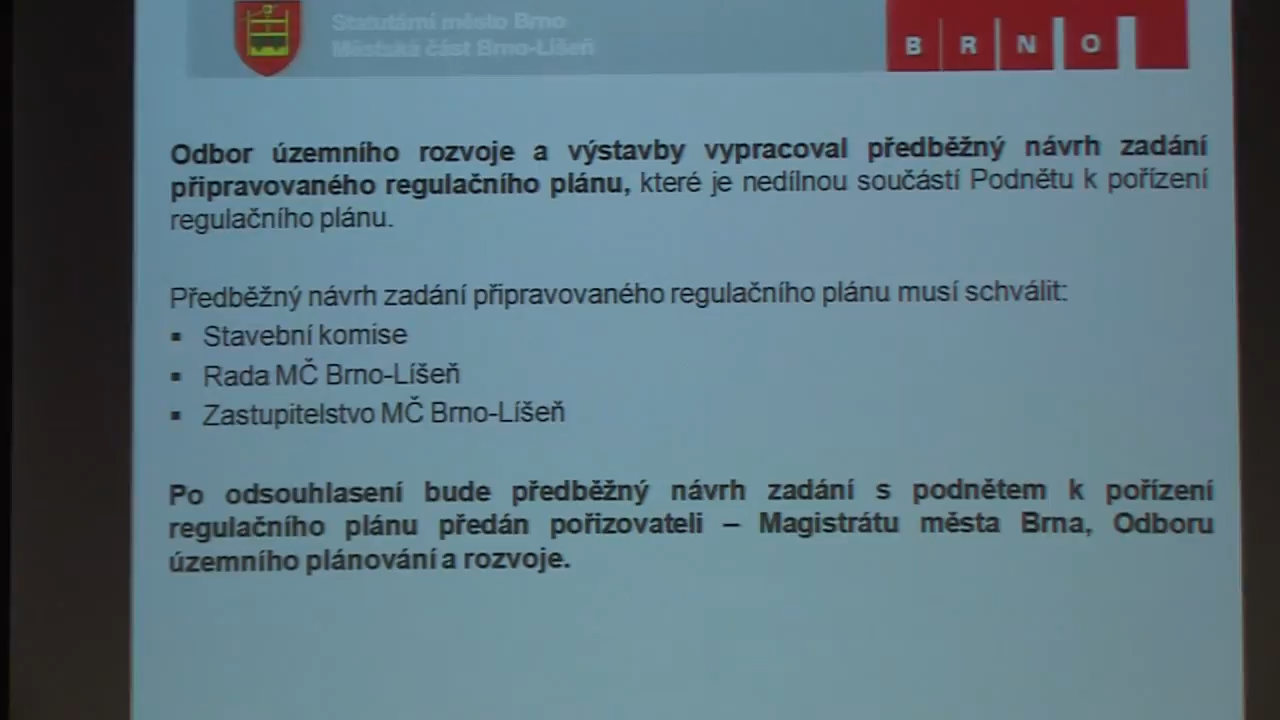 Statutární město Brno
Městská část Brno-Líšeň
BRNO
Odbor územního rozvoje a výstavby vypracoval předběžný návrh zadání
připravovaného regulačního plánu, které je nedílnou součástí Podnětu k pořízení
regulačního plánu.
Předběžný návrh zadání připravovaného regulačního plánu musí schválit:
▪ Stavební komise
▪ Rada MČ Brno-Líšeň
▪ Zastupitelstvo MČ Brno-Líšeň
Po odsouhlasení bude předběžný návrh zadání s podnětem k pořízení
regulačního plánu předán pořizovateli – Magistrátu města Brna, Odboru
územního plánování a rozvoje.